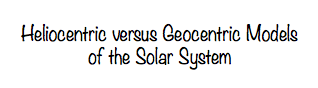 Heliocentric versus Geocentric Models
of the Solar System